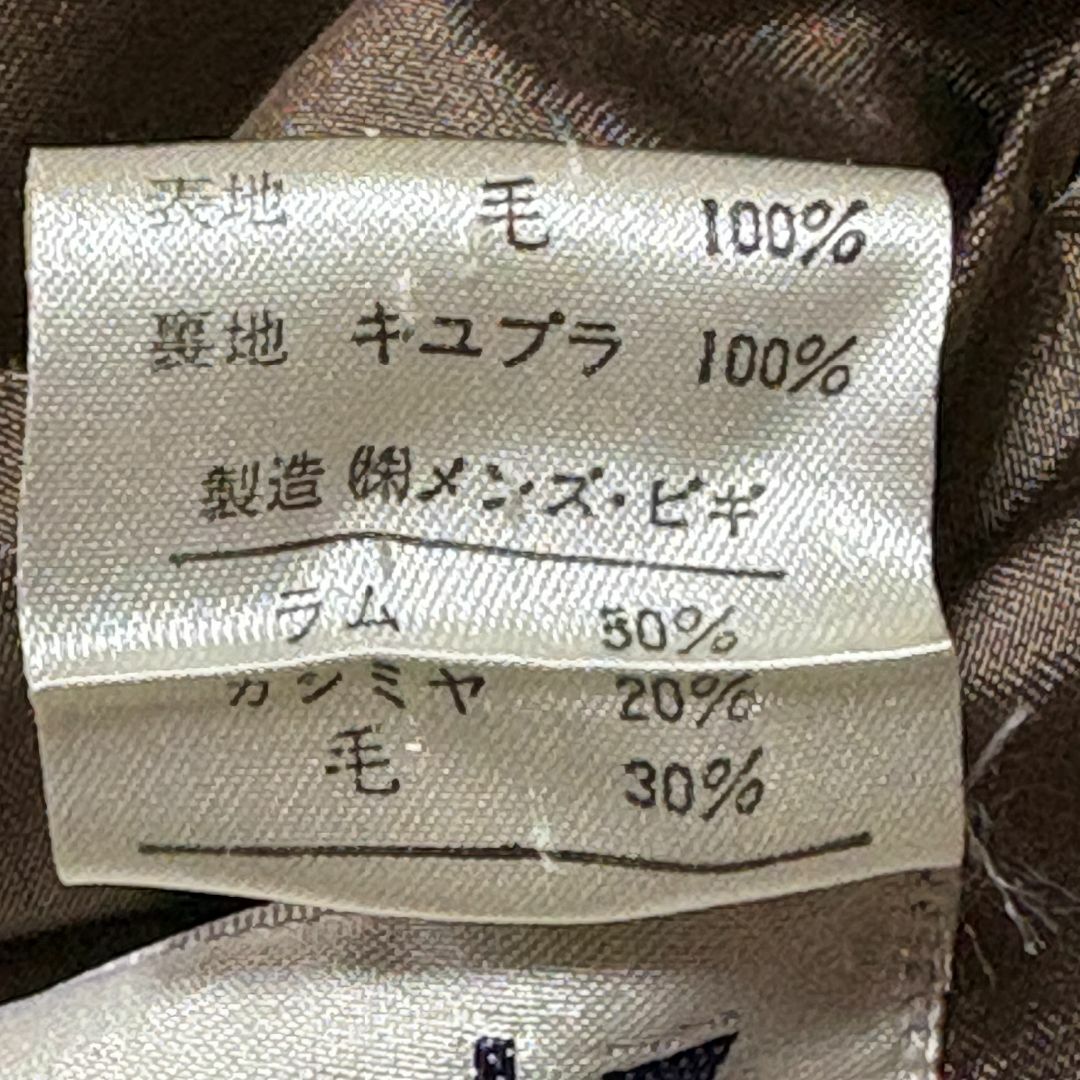 表地 毛 100%
裏地 キユプラ 100%
製造 ㈱メンズ・ビギ
ラム 50%
カシミヤ 20%
毛 30%